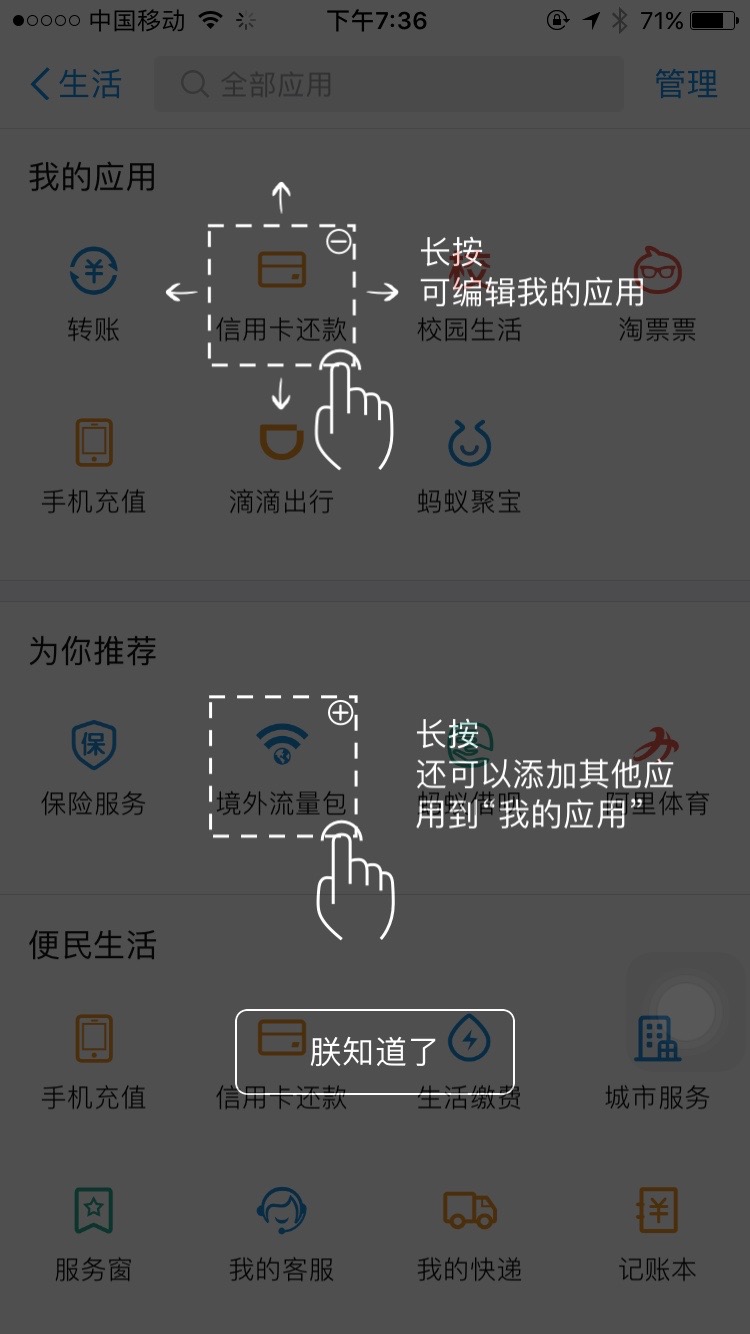 中国移动 下午7:36 71%
生活 全部应用 管理
我的应用
长按
可编辑我的应用
校
转账 信用卡还款 校园生活 淘票票
手机充值 滴滴出行 蚂蚁聚宝
为你推荐
长按
还可以添加其他应
用到“我的应用”
保
保险服务 境外流量包 蚂蚁借呗 阿里体育
便民生活
朕知道了
手机充值 信用卡还款 生活缴费 城市服务
服务窗 我的客服 我的快递 记账本